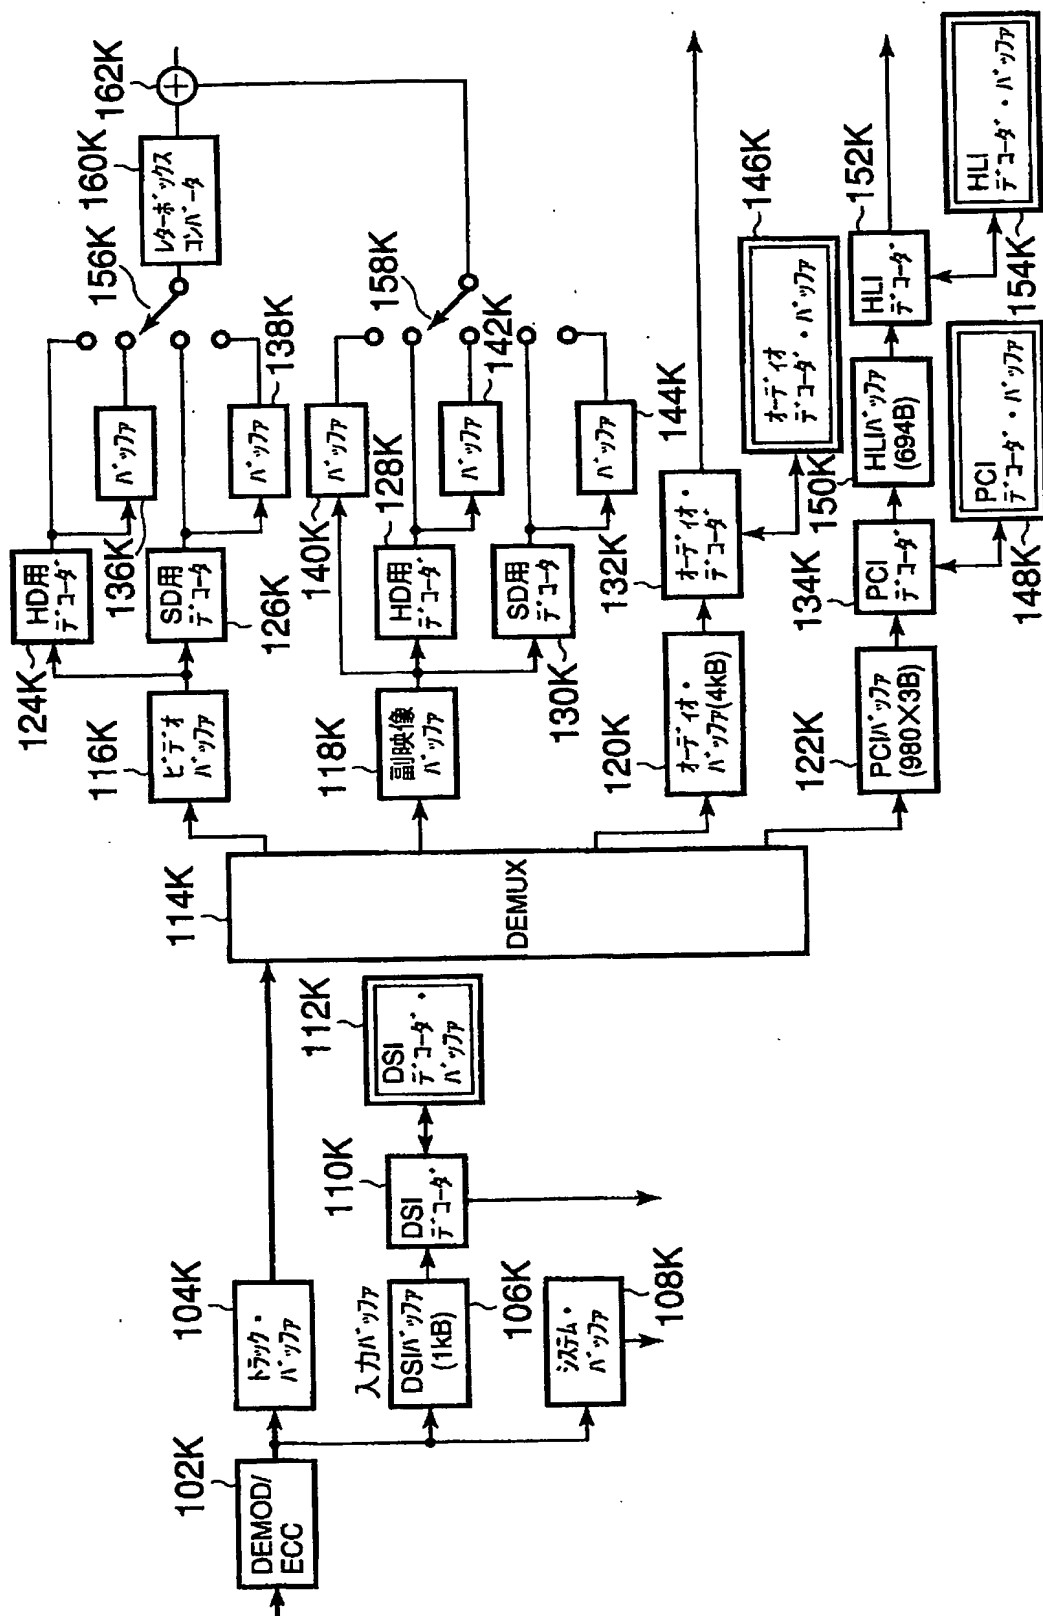 102K
DEMOD/
ECC
104K
トラック・
バッファ
入力バッファ
DSIバッファ
(1kB)
106K
システム・
バッファ
108K
110K
DSI
デコーダ
112K
DSI
デコーダ・
バッファ
114K
DEMUX
116K
ビデオ
バッファ
118K
副映像
バッファ
120K
オーディオ・
バッファ(4kB)
122K
PCIバッファ
(980×3B)
124K
HD用
デコーダ
136K
バッファ
SD用
デコーダ
126K
バッファ
138K
156K
160K
レターボックス
コンバータ
162K
140K
バッファ
128K
HD用
デコーダ
バッファ
142K
158K
SD用
デコーダ
130K
バッファ
144K
132K
オーディオ・
デコーダ
144K
146K
オーディオ
デコーダ・バッファ
134K
PCI
デコーダ
148K
PCI
デコーダ・バッファ
150K
HLIバッファ
(694B)
152K
HLI
デコーダ
154K
HLI
デコーダ・バッファ